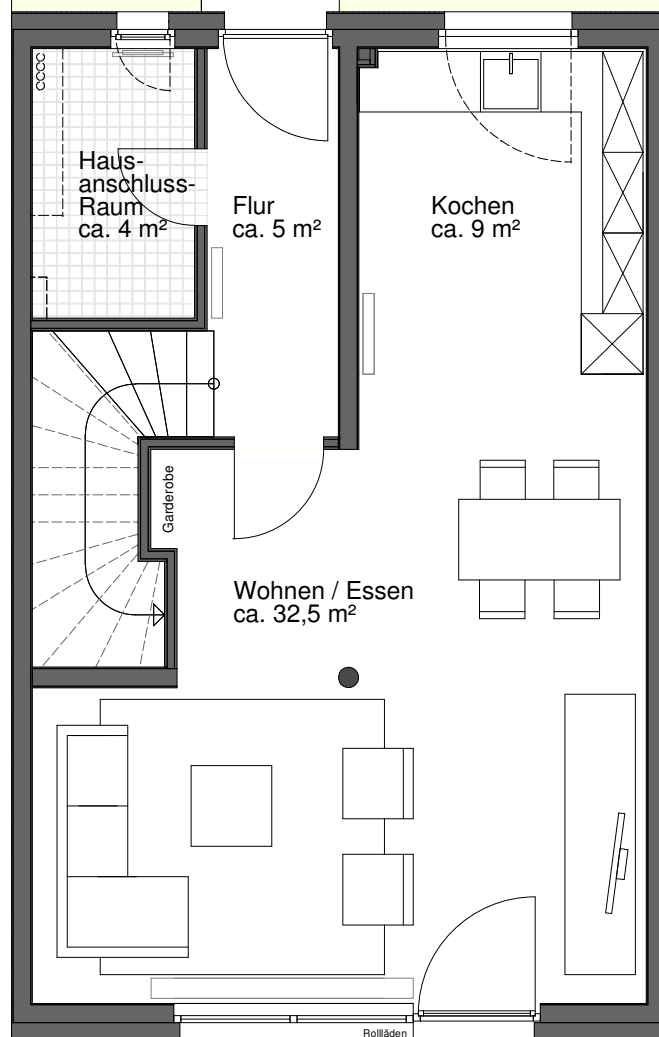 Haus-
anschluss-
Raum
ca. 4 m²
Flur
ca. 5 m²
Kochen
ca. 9 m²
Garderobe
Wohnen / Essen
ca. 32,5 m²
Rollläden